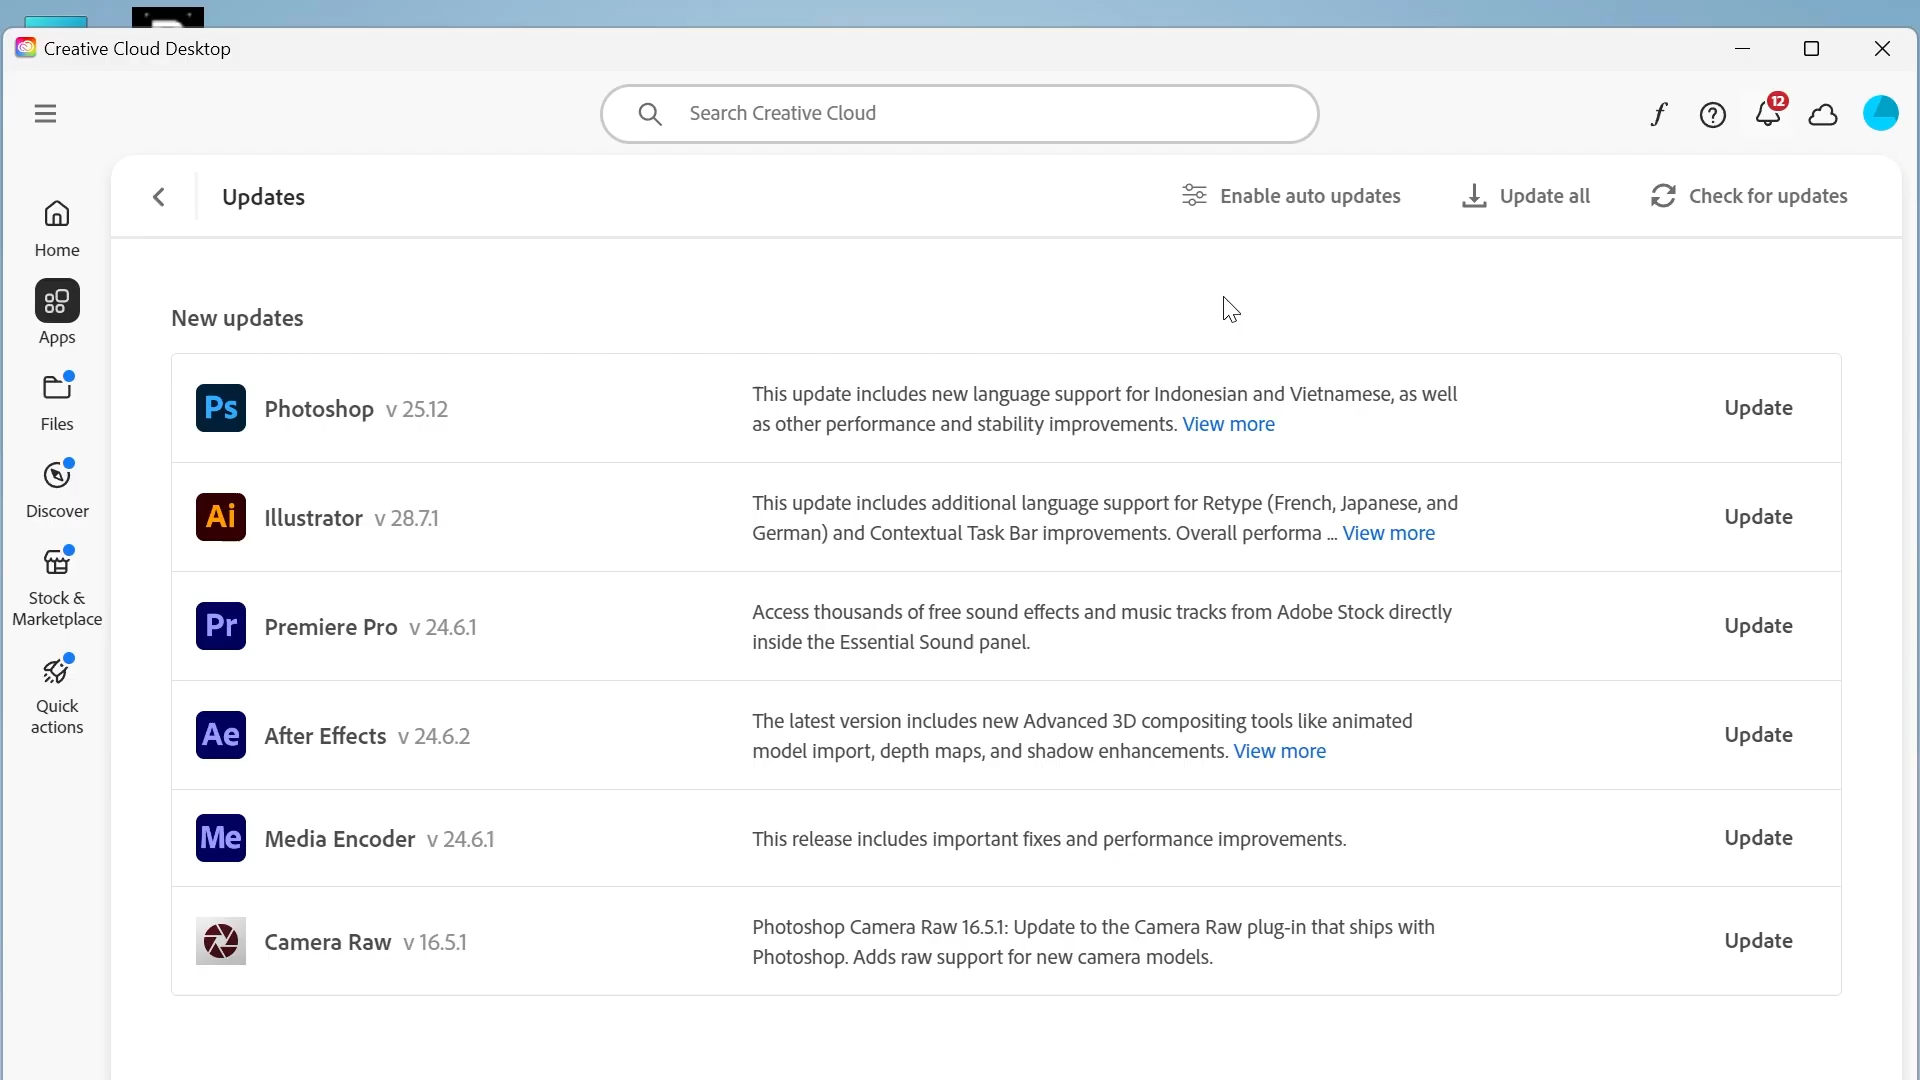 Creative Cloud Desktop
Search Creative Cloud
12
Updates
Enable auto updates
Update all
Check for updates
Home
Apps
Files
Discover
Stock &
Marketplace
Quick
actions
New updates
Ps
Photoshop v 25.12
This update includes new language support for Indonesian and Vietnamese, as well
as other performance and stability improvements. View more
Update
Ai
Illustrator v 28.7.1
This update includes additional language support for Retype (French, Japanese, and
German) and Contextual Task Bar improvements. Overall performa ... View more
Update
Pr
Premiere Pro v 24.6.1
Access thousands of free sound effects and music tracks from Adobe Stock directly
inside the Essential Sound panel.
Update
Ae
After Effects v 24.6.2
The latest version includes new Advanced 3D compositing tools like animated
model import, depth maps, and shadow enhancements. View more
Update
Me
Media Encoder v 24.6.1
This release includes important fixes and performance improvements.
Update
Camera Raw v 16.5.1
Photoshop Camera Raw 16.5.1: Update to the Camera Raw plug-in that ships with
Photoshop. Adds raw support for new camera models.
Update